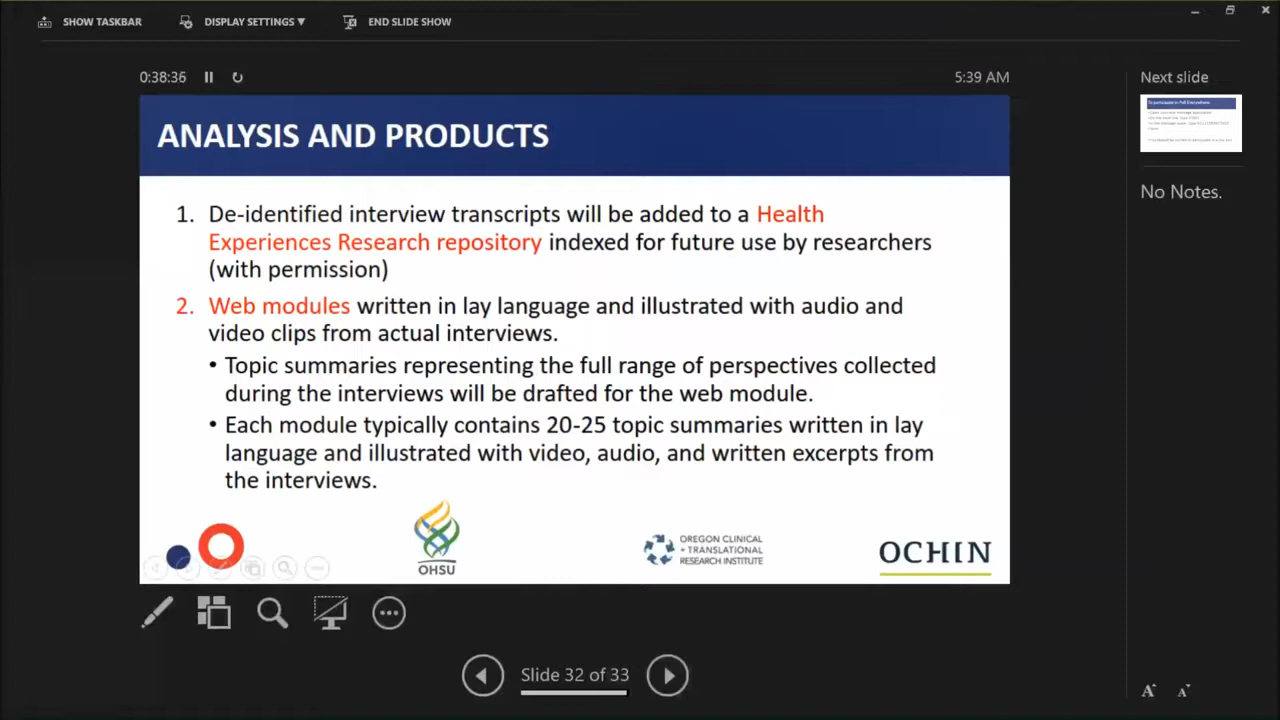 SHOW TASKBAR
DISPLAY SETTINGS ▼
END SLIDE SHOW
0:38:36
5:39 AM
Next slide
ANALYSIS AND PRODUCTS
1. De-identified interview transcripts will be added to a Health
Experiences Research repository indexed for future use by researchers
(with permission)
2. Web modules written in lay language and illustrated with audio and
video clips from actual interviews.
• Topic summaries representing the full range of perspectives collected
during the interviews will be drafted for the web module.
• Each module typically contains 20-25 topic summaries written in lay
language and illustrated with video, audio, and written excerpts from
the interviews.
OHSU
OREGON CLINICAL
+ TRANSLATIONAL
RESEARCH INSTITUTE
OCHIN
To participate in Poll Everywhere:
No Notes.
Slide 32 of 33
A A